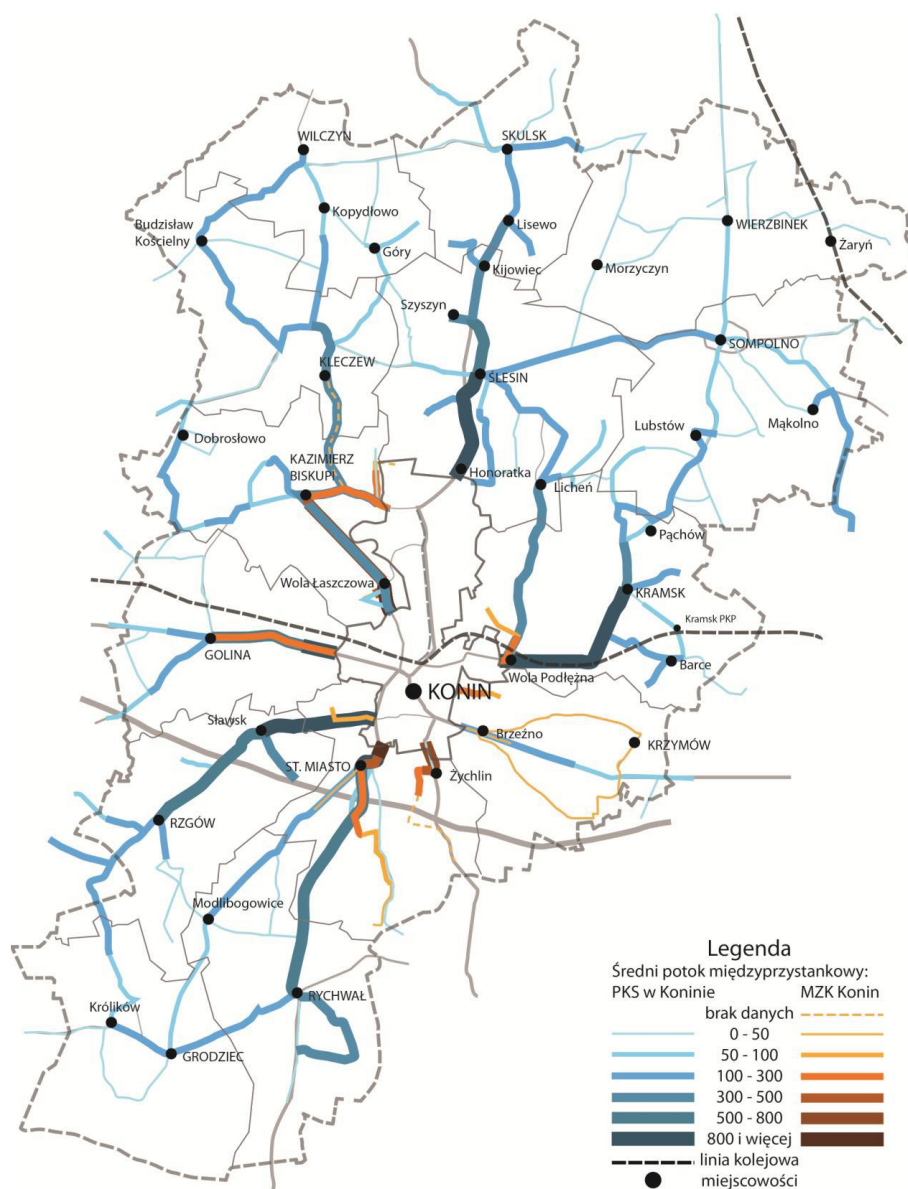 WILCZYN
SKULSK
Kopydłowo
Lisewo
Budzisław
Kościelny
WIERZBINEK
Żaryń
Góry
Kijowiec
Morzyczyn
Szyszyn
SOMPOLNO
KLECZEW
ŚLESIN
Mąkolno
Dobrosłowo
Lubstów
KAZIMIERZ
BISKUPI
Honoratka
Licheń
Pąchów
Wola Łaszczowa
KRAMSK
Kramsk PKP
GOLINA
Wola Podłężna
Barce
KONIN
Sławsk
Brzeźno
KRZYMÓW
ST. MIASTO
Żychlin
RZGÓW
Modlibogowice
RYCHWAŁ
Królików
GRODZIEC
Legenda
Średni potok międzyprzystankowy:
PKS w Koninie MZK Konin
brak danych
0 - 50
50 - 100
100 - 300
300 - 500
500 - 800
800 i więcej
linia kolejowa
miejscowości